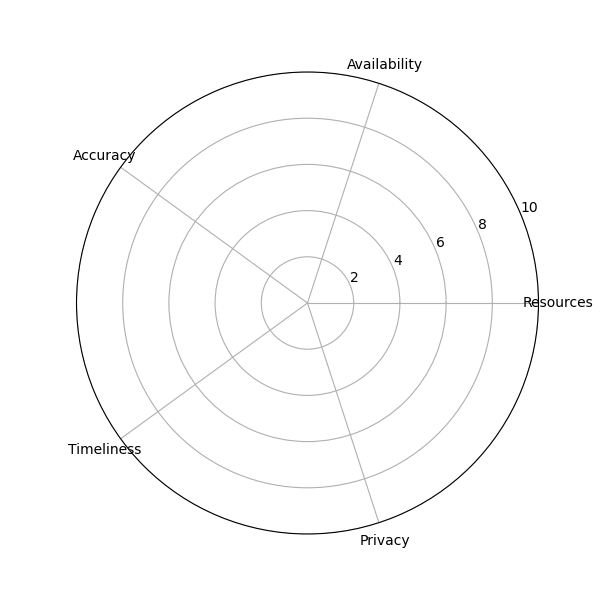 Availability
Accuracy
10
8
6
4
2
Resources
Timeliness
Privacy